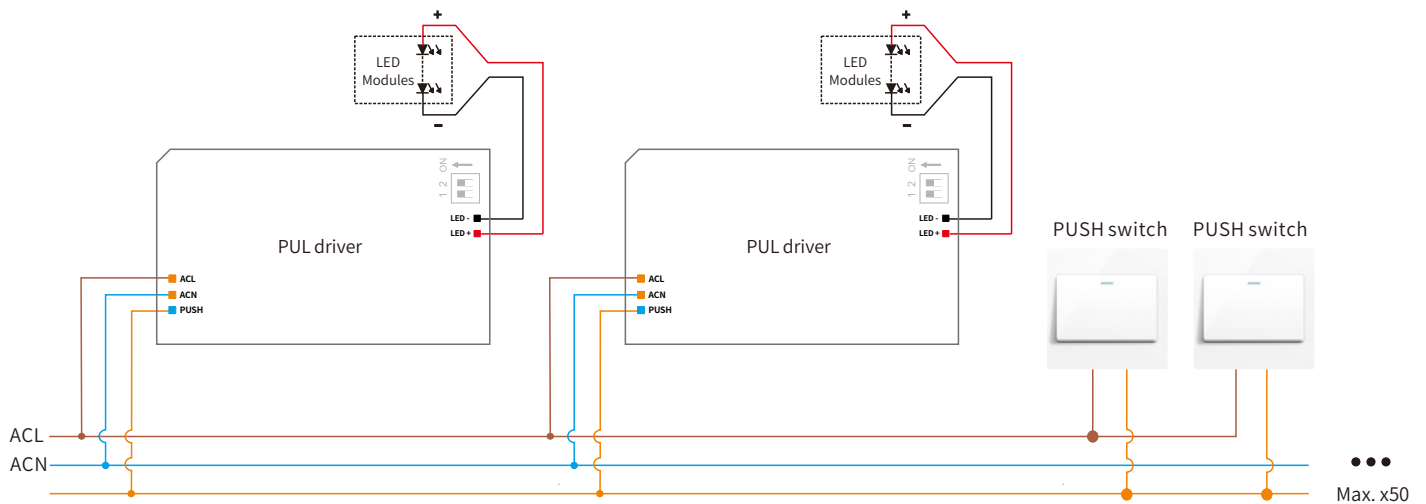 +
+
LED
Modules
LED
Modules
-
-
1 2 ON
1 2 ON
LED -
LED +
LED -
LED +
PUL driver
PUL driver
PUSH switch
PUSH switch
ACL
ACN
PUSH
ACL
ACN
PUSH
ACL
ACN
Max. x50